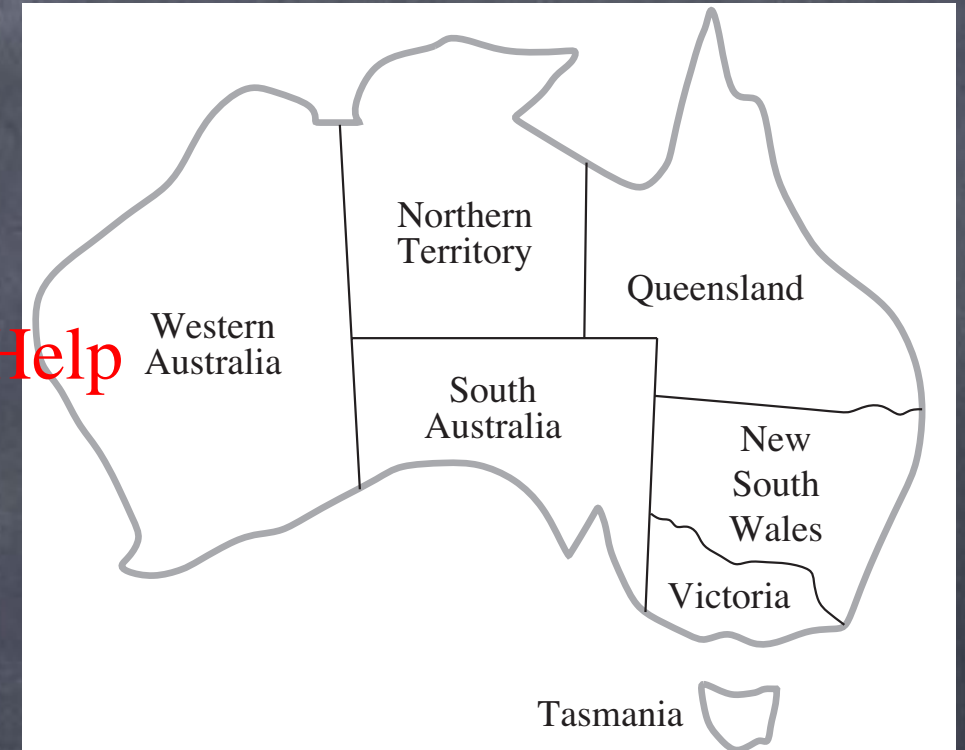 Northern
Territory
Queensland
Western
Australia
Help
South
Australia
New
South
Wales
Victoria
Tasmania